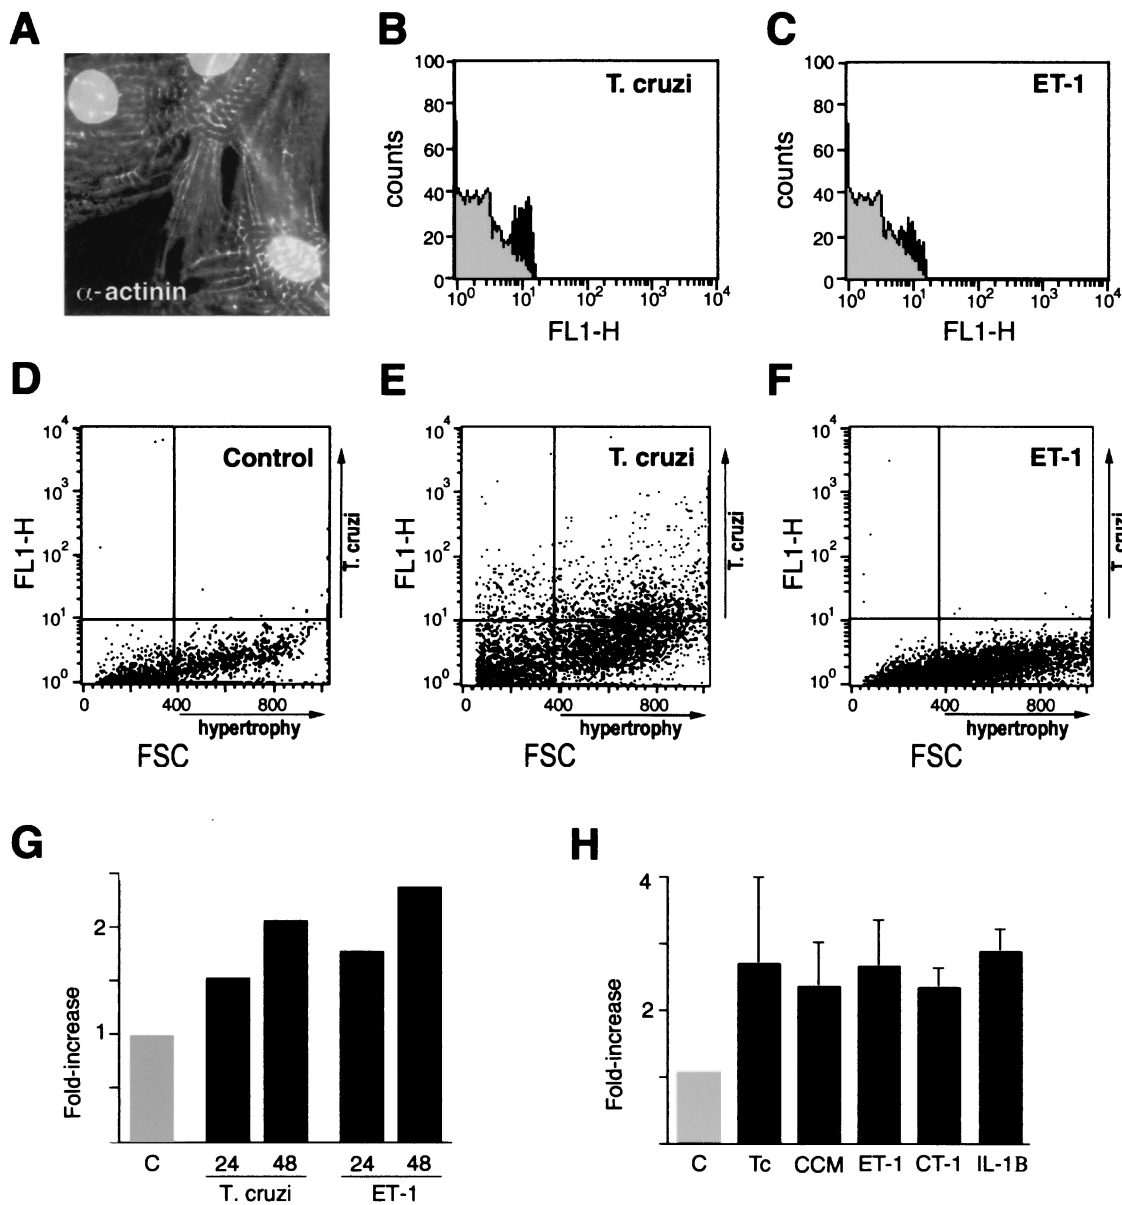 A
α-actinin
B
T. cruzi
counts
100
80
60
40
20
0
10⁰ 10¹ 10² 10³ 10⁴
FL1-H
C
ET-1
counts
100
80
60
40
20
0
10⁰ 10¹ 10² 10³ 10⁴
FL1-H
D
Control
FL1-H
10⁴
10³
10²
10¹
10⁰
T. cruzi
0 400 800
hypertrophy
FSC
E
T. cruzi
FL1-H
10⁴
10³
10²
10¹
10⁰
T. cruzi
0 400 800
hypertrophy
FSC
F
ET-1
FL1-H
10⁴
10³
10²
10¹
10⁰
T. cruzi
0 400 800
hypertrophy
FSC
G
Fold-increase
2
1
C 24 48 24 48
T. cruzi ET-1
H
Fold-increase
4
2
C Tc CCM ET-1 CT-1 IL-1B